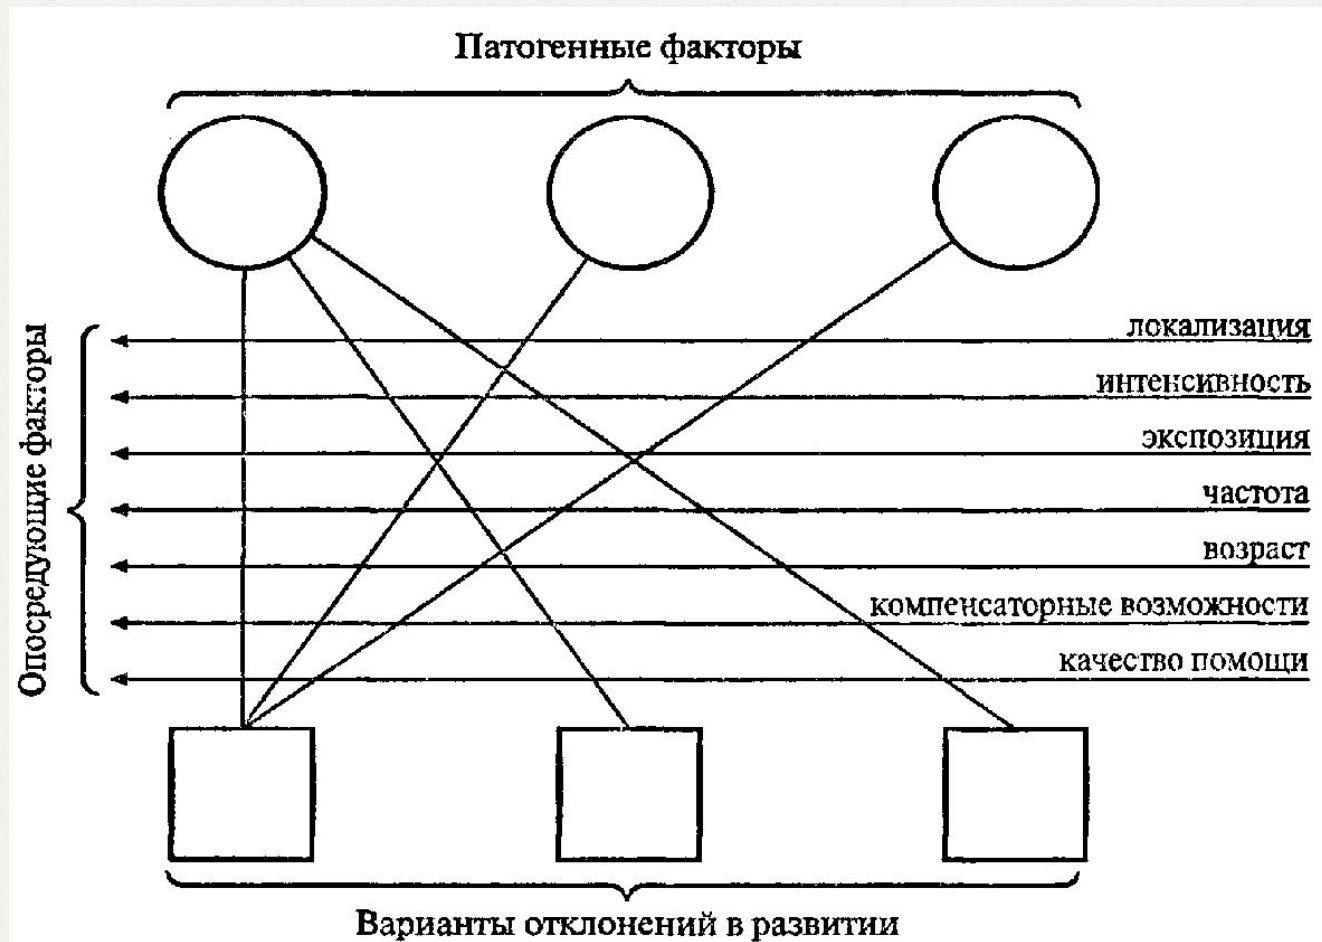 Патогенные факторы
Опосредующие факторы
локализация
интенсивность
экспозиция
частота
возраст
компенсаторные возможности
качество помощи
Варианты отклонений в развитии